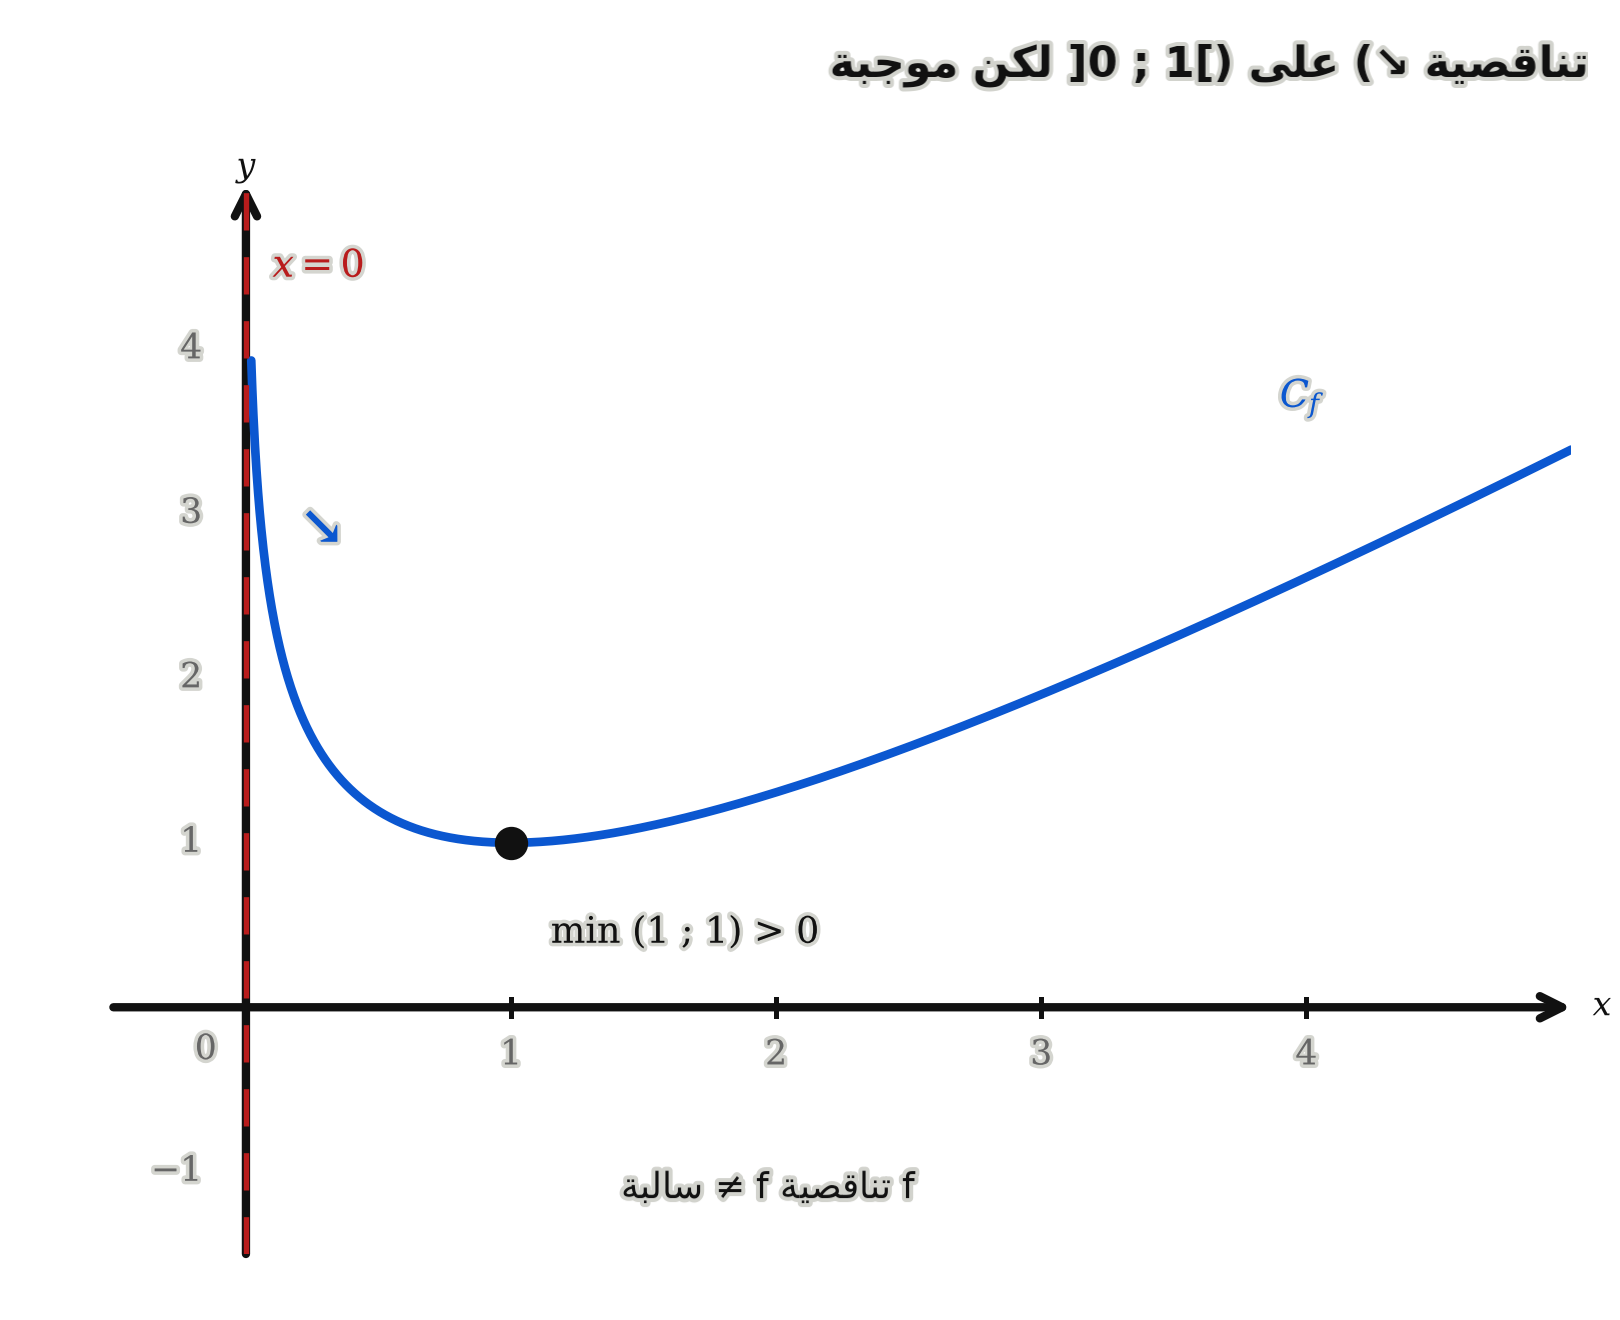 تناقصية ↘) على (]0 ; 1[ لكن موجبة
y
x = 0
4
C_f
3
↘
2
1
min (1 ; 1) > 0
x
0
1
2
3
4
−1
f تناقصية ≠ f سالبة